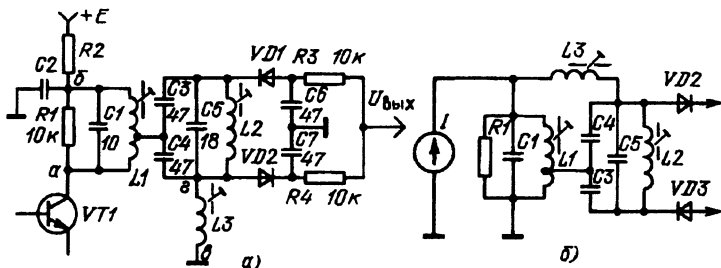 +E
R2
C2
б
R1
10к
C1
10
а
VT1
L1
C3
47
C4
47
C5
18
L2
в
L3
в
VD1
R3
10к
C6
47
C7
47
VD2
R4
10к
Uвых
а)
L3
I
R1
C1
L1
C4
C3
C5
L2
VD2
VD3
б)